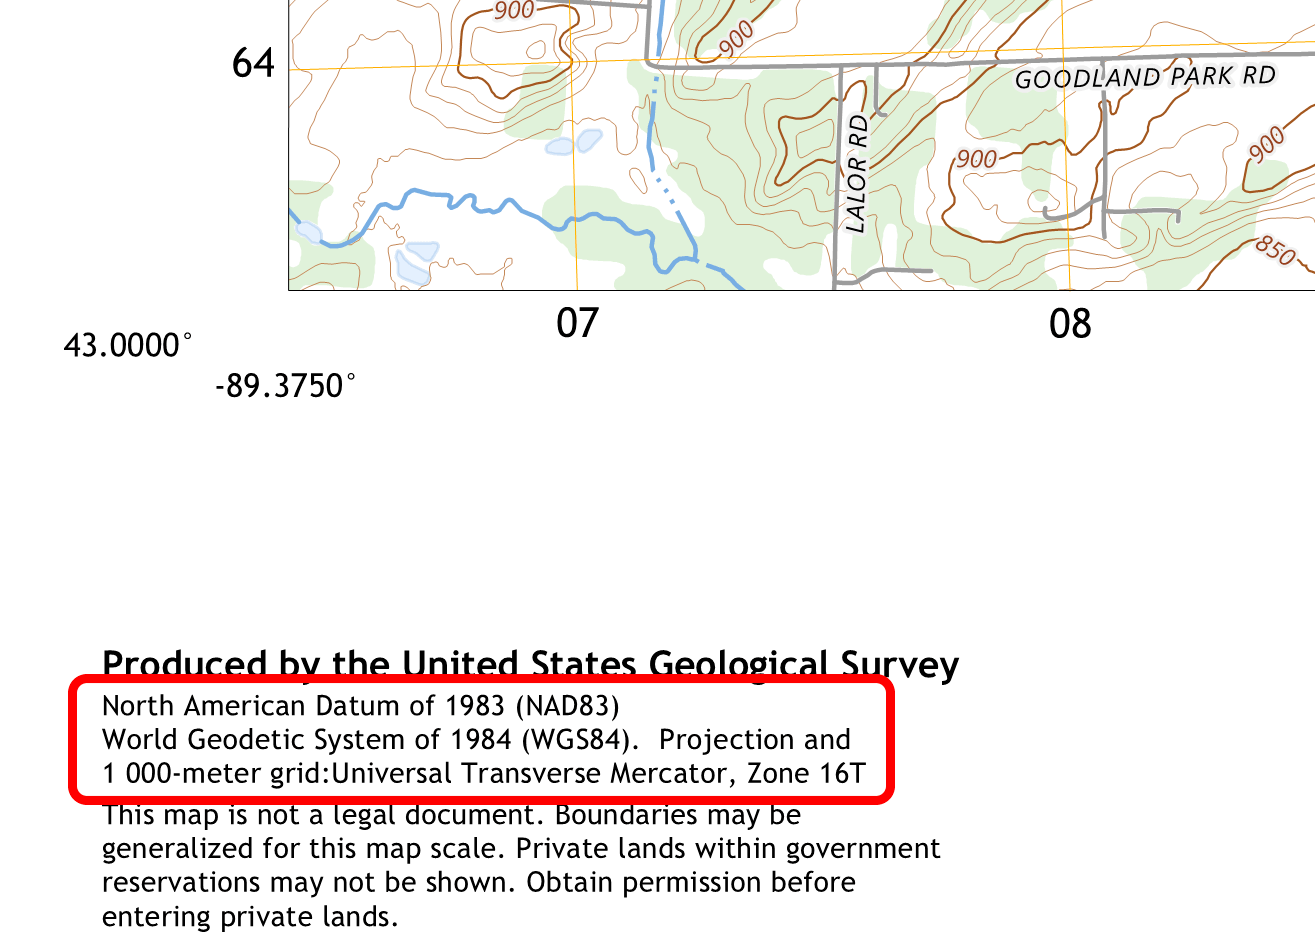 900
900
64
GOODLAND PARK RD
LALOR RD
900
900
850
07
08
43.0000°
-89.3750°
Produced by the United States Geological Survey
North American Datum of 1983 (NAD83)
World Geodetic System of 1984 (WGS84).  Projection and
1 000-meter grid:Universal Transverse Mercator, Zone 16T
This map is not a legal document. Boundaries may be
generalized for this map scale. Private lands within government
reservations may not be shown. Obtain permission before
entering private lands.